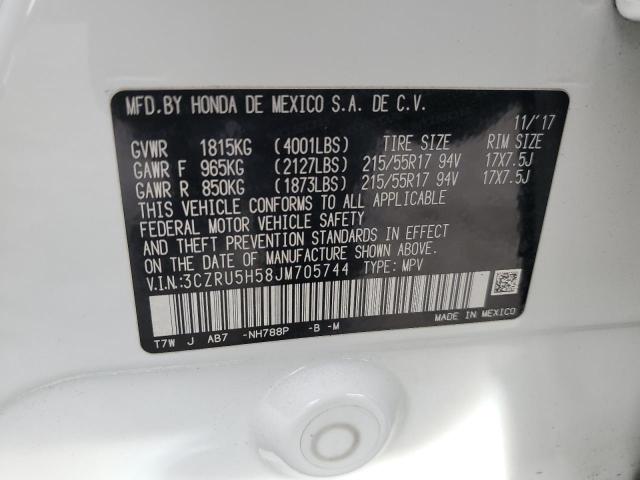 MFD. BY HONDA DE MEXICO S.A. DE C.V.
11/'17
GVWR 1815KG (4001LBS) TIRE SIZE RIM SIZE
GAWR F 965KG (2127LBS) 215/55R17 94V 17X7.5J
GAWR R 850KG (1873LBS) 215/55R17 94V 17X7.5J
THIS VEHICLE CONFORMS TO ALL APPLICABLE
FEDERAL MOTOR VEHICLE SAFETY
AND THEFT PREVENTION STANDARDS IN EFFECT
ON THE DATE OF MANUFACTURE SHOWN ABOVE.
V.I.N.:3CZRU5H58JM705744 TYPE: MPV
T7W J AB7 -NH788P -B -M
MADE IN MEXICO